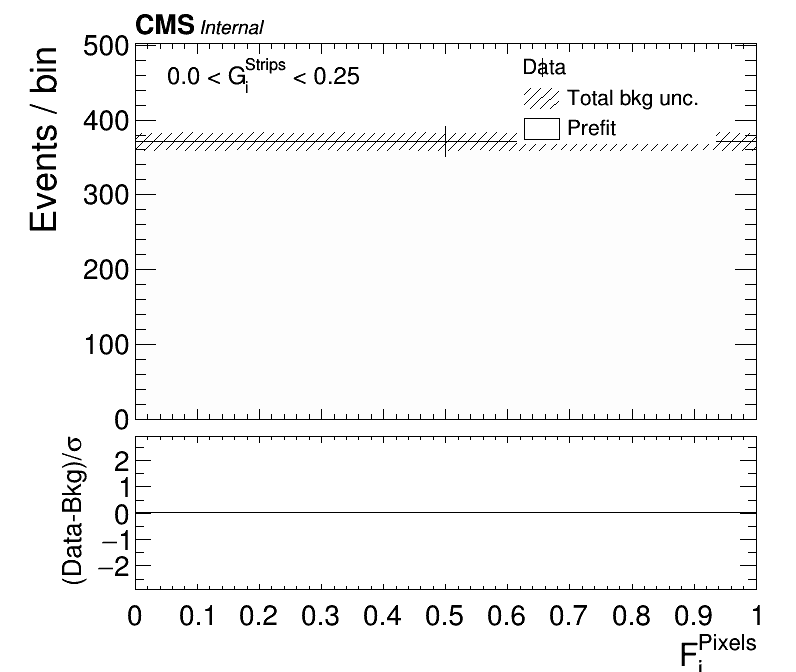 CMS Internal
Events / bin
500
400
300
200
100
0
0.0 < G_i^Strips < 0.25
Data
Total bkg unc.
Prefit
(Data-Bkg)/σ
2
1
0
−1
−2
0 0.1 0.2 0.3 0.4 0.5 0.6 0.7 0.8 0.9 1
F_i^Pixels